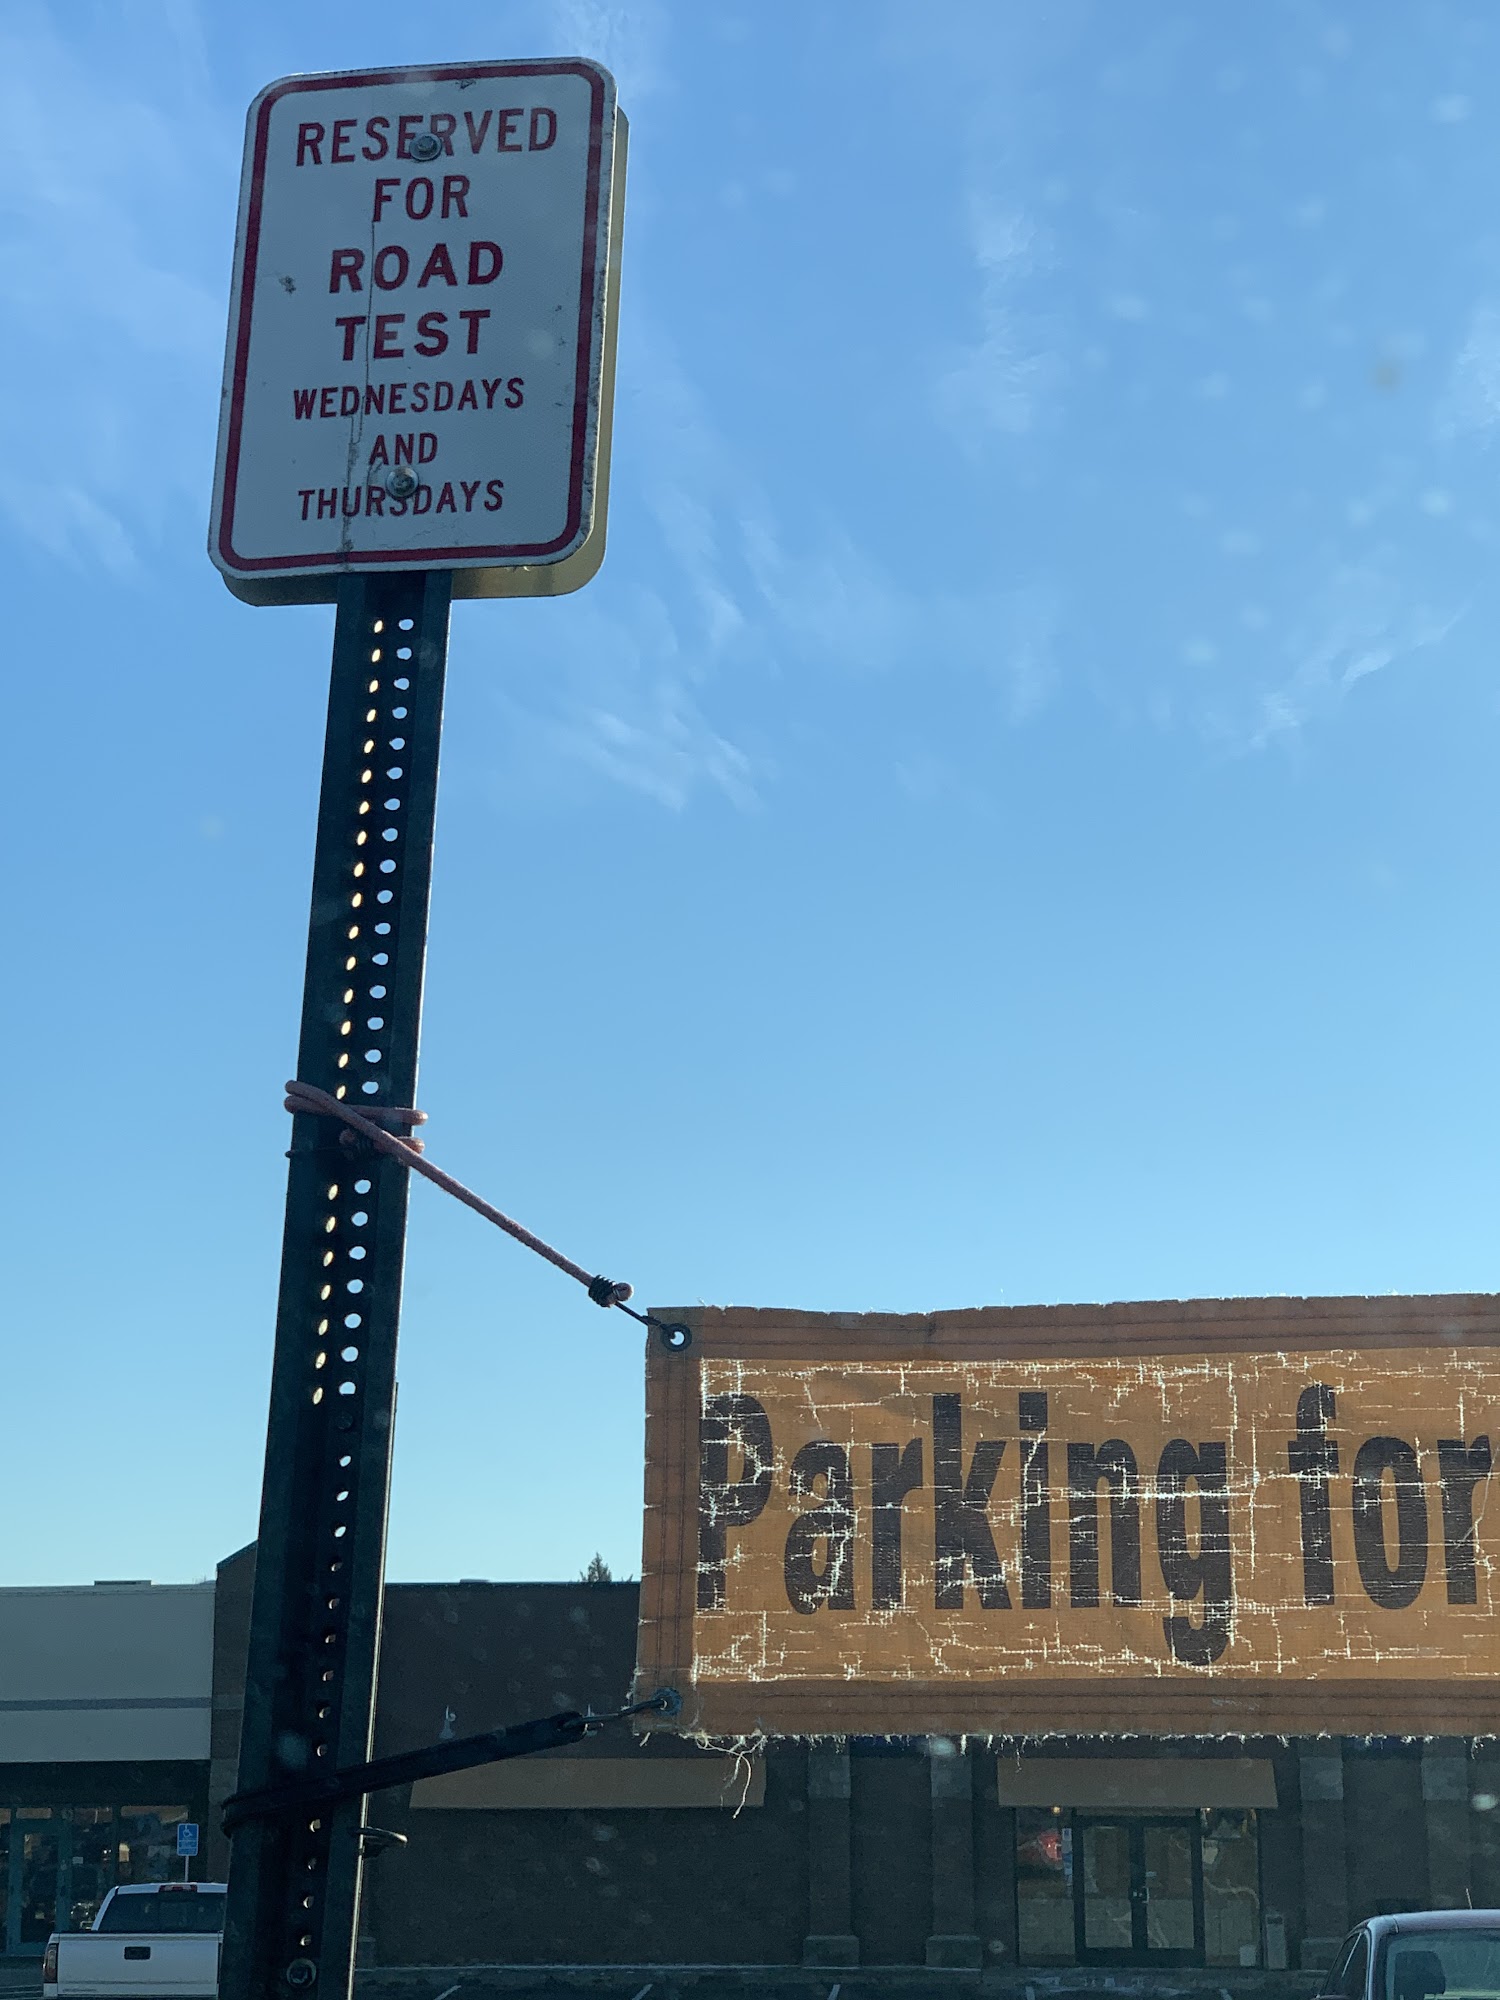 RESERVED
FOR
ROAD
TEST
WEDNESDAYS
AND
THURSDAYS
Parking for